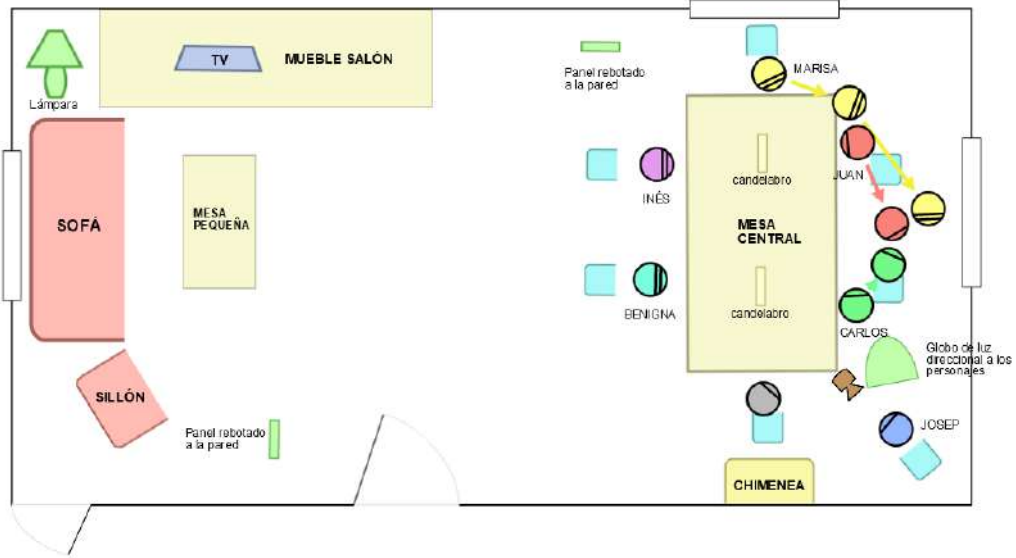 TV
MUEBLE SALÓN
Lámpara
SOFÁ
MESA
PEQUEÑA
SILLÓN
Panel rebotado
a la pared
Panel rebotado
a la pared
MARISA
JUAN
INÉS
candelabro
MESA
CENTRAL
candelabro
BENIGNA
CARLOS
Globo de luz
direccional a los
personajes
JOSEP
CHIMENEA